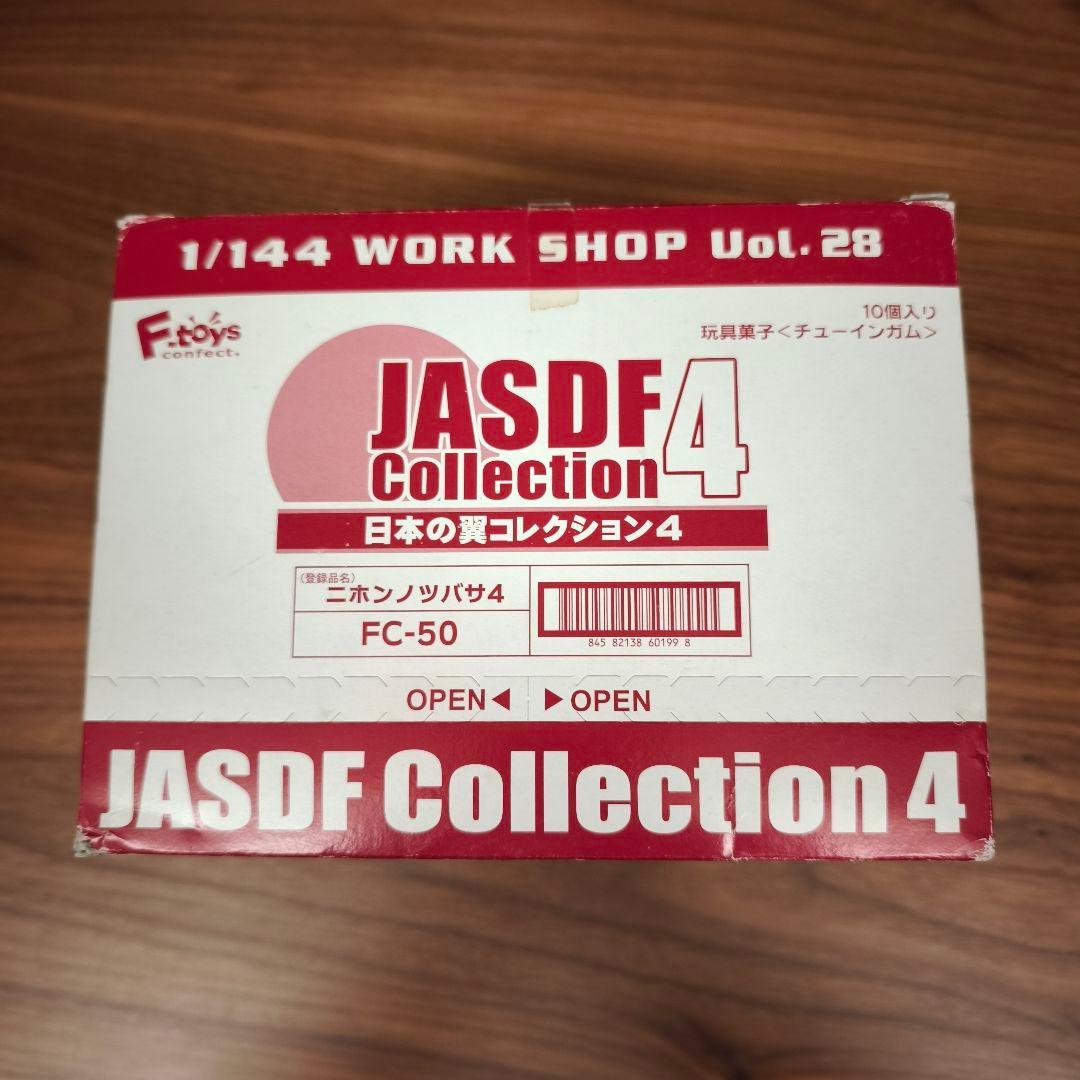 1/144 WORK SHOP Vol. 28
F-toys
confect.
10個入り
玩具菓子<チューインガム>
JASDF 4
Collection
日本の翼コレクション4
(登録品名)
ニホンノツバサ4
FC-50
845 82138 60199 8
OPEN◀ ▶OPEN
JASDF Collection 4